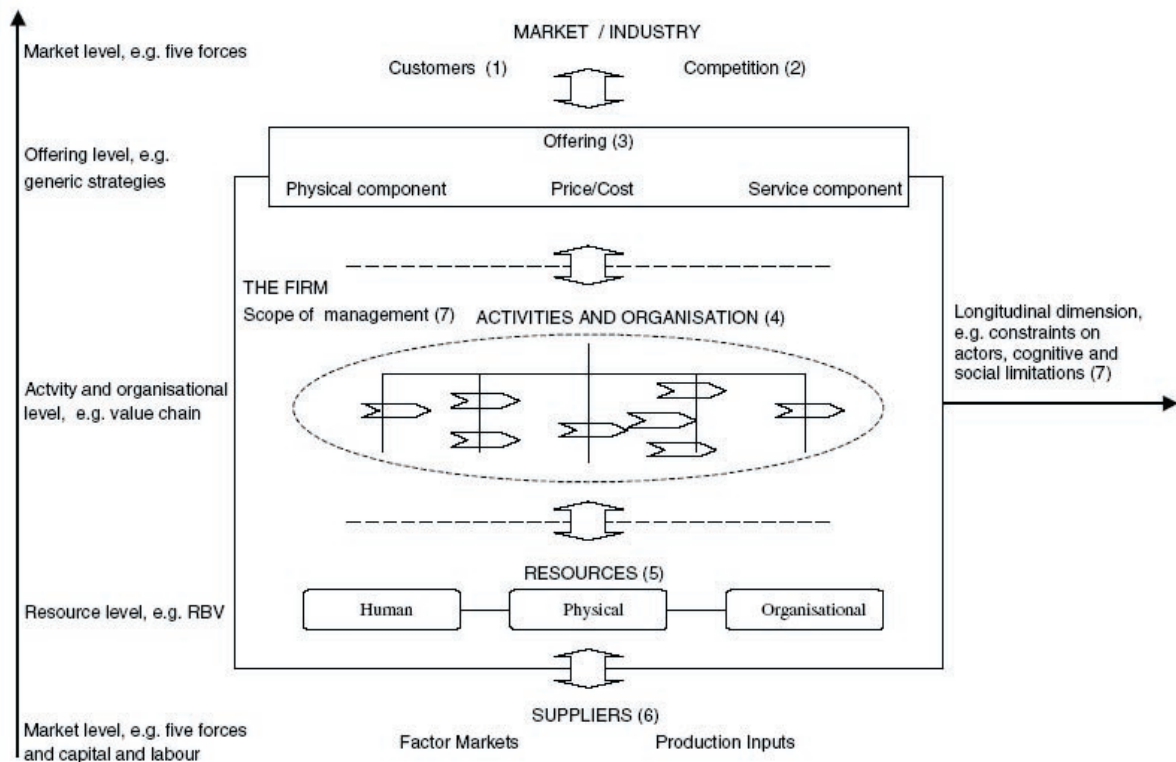 MARKET / INDUSTRY
Market level, e.g. five forces
Customers (1)
Competition (2)
Offering (3)
Offering level, e.g.
generic strategies
Physical component
Price/Cost
Service component
THE FIRM
Scope of management (7)
ACTIVITIES AND ORGANISATION (4)
Longitudinal dimension,
e.g. constraints on
actors, cognitive and
social limitations (7)
Actvity and organisational
level, e.g. value chain
RESOURCES (5)
Resource level, e.g. RBV
Human
Physical
Organisational
SUPPLIERS (6)
Market level, e.g. five forces
and capital and labour
Factor Markets
Production Inputs